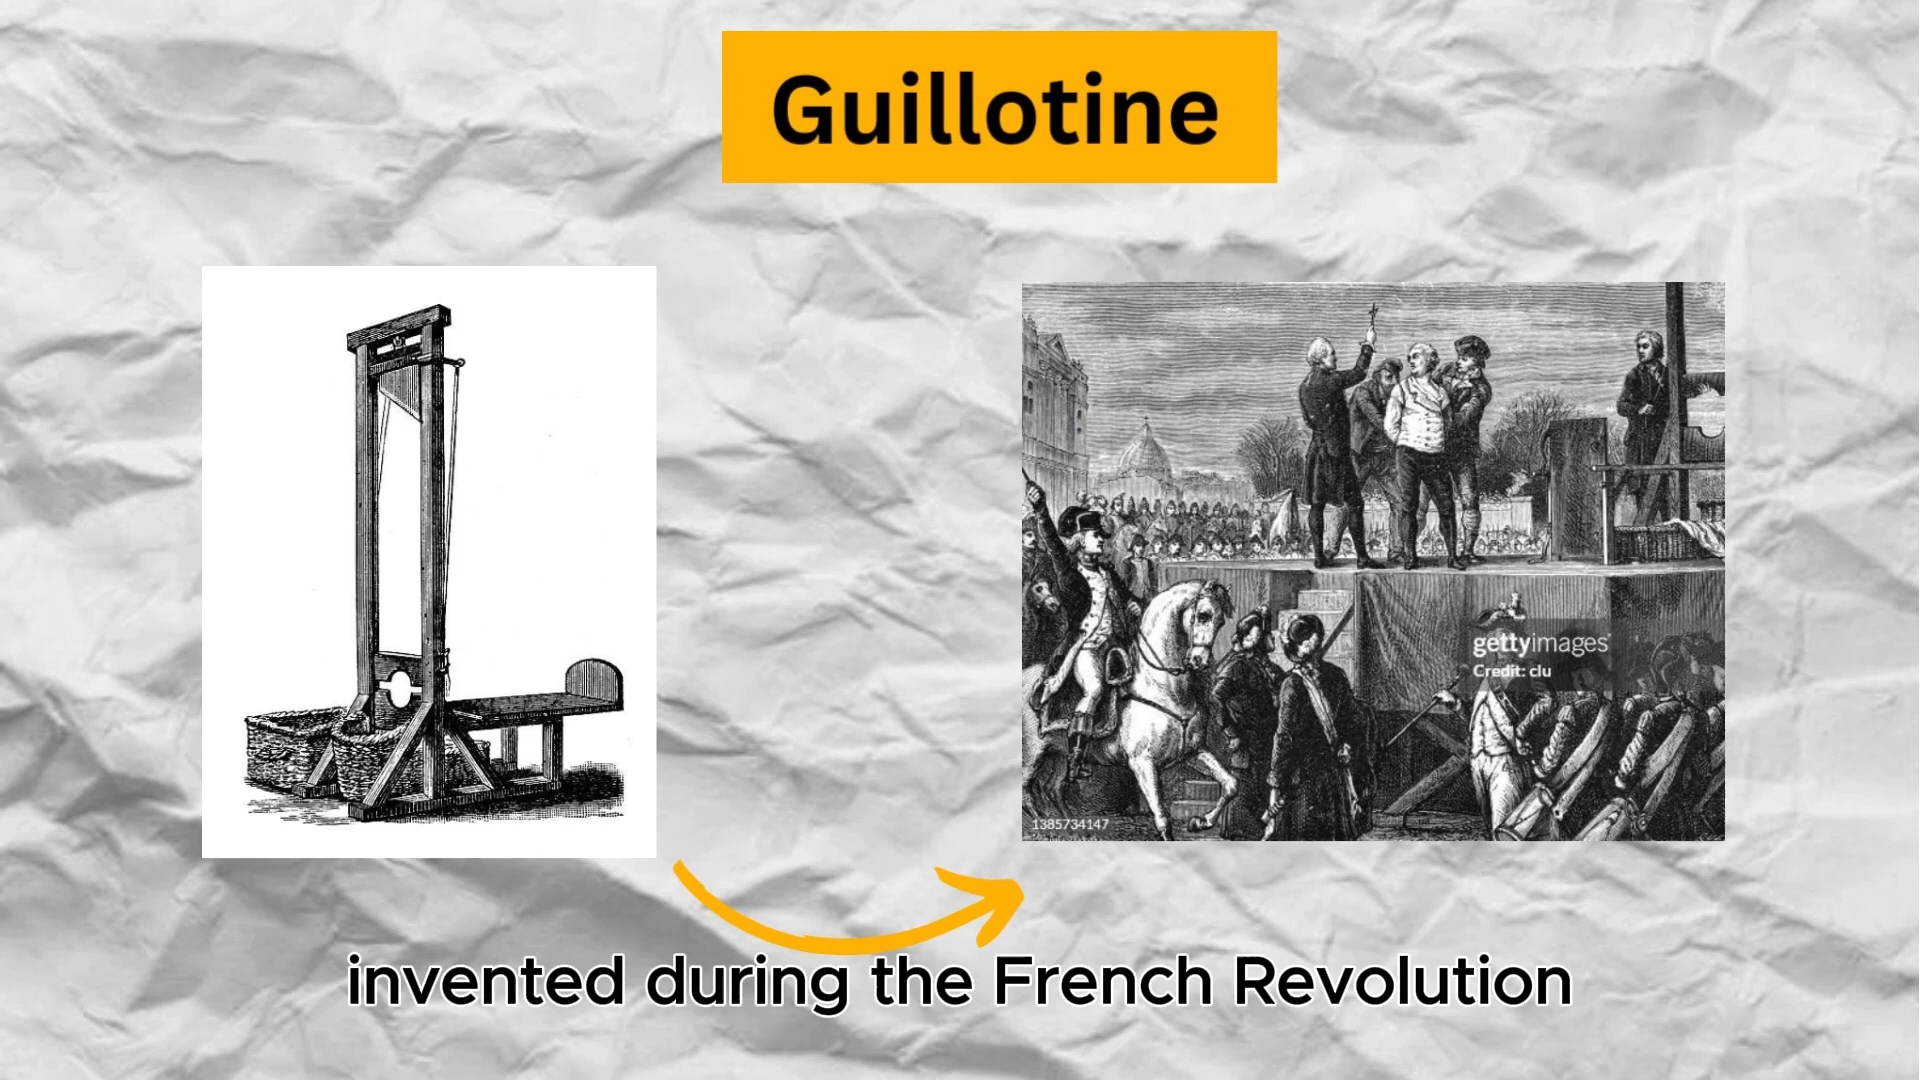 Guillotine
gettyimages
Credit: clu
1385734147
invented during the French Revolution